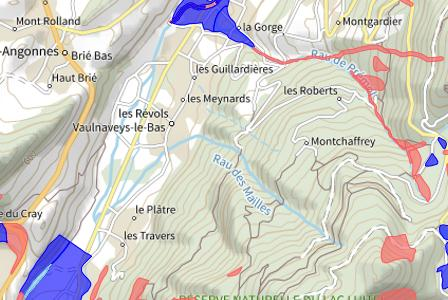 Mont Rolland
la Gorge
Montgardier
-Angonnes
Brié Bas
Rau de Prémol
Haut Brié
les Guillardières
les Roberts
les Meynards
les Révols
Vaulnaveys-le-Bas
Montchaffrey
Rau des Mailles
e du Cray
le Plâtre
les Travers
RÉSERVE NATURELLE DU LAC LUIT